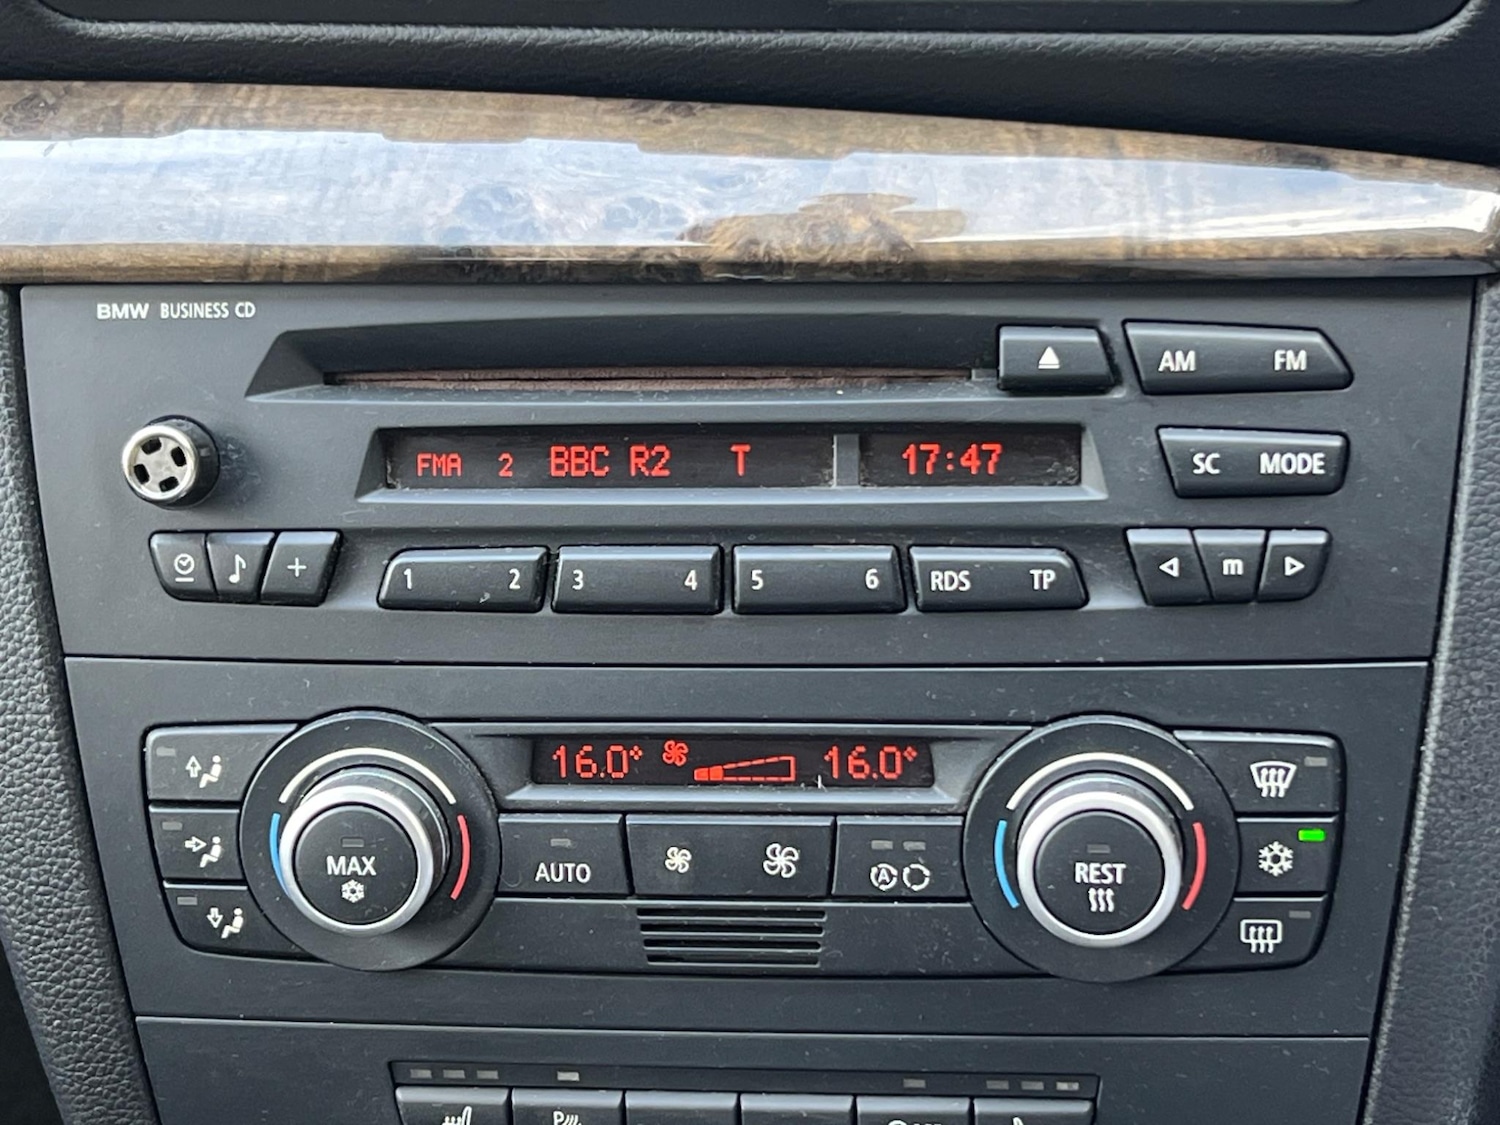 BMW BUSINESS CD
AM FM
FMA 2 BBC R2 T 17:47
SC MODE
1 2 3 4 5 6 RDS TP m
16.0° 16.0°
MAX AUTO A REST
P